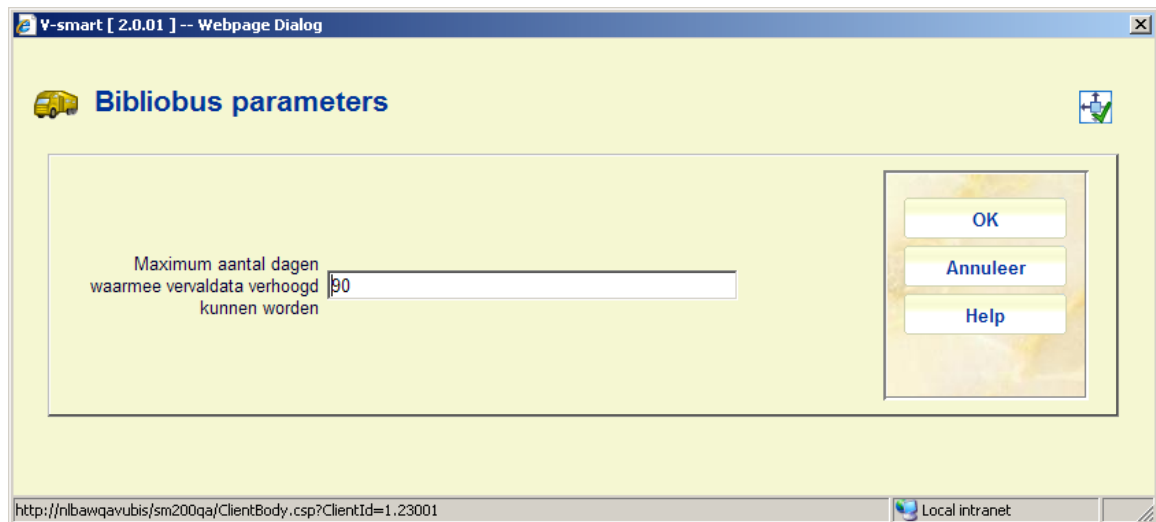 V-smart [ 2.0.01 ] -- Webpage Dialog
Bibliobus parameters
Maximum aantal dagen
waarmee vervaldata verhoogd
kunnen worden
90
OK
Annuleer
Help
http://nlbawqavubis/sm200qa/ClientBody.csp?ClientId=1.23001
Local intranet